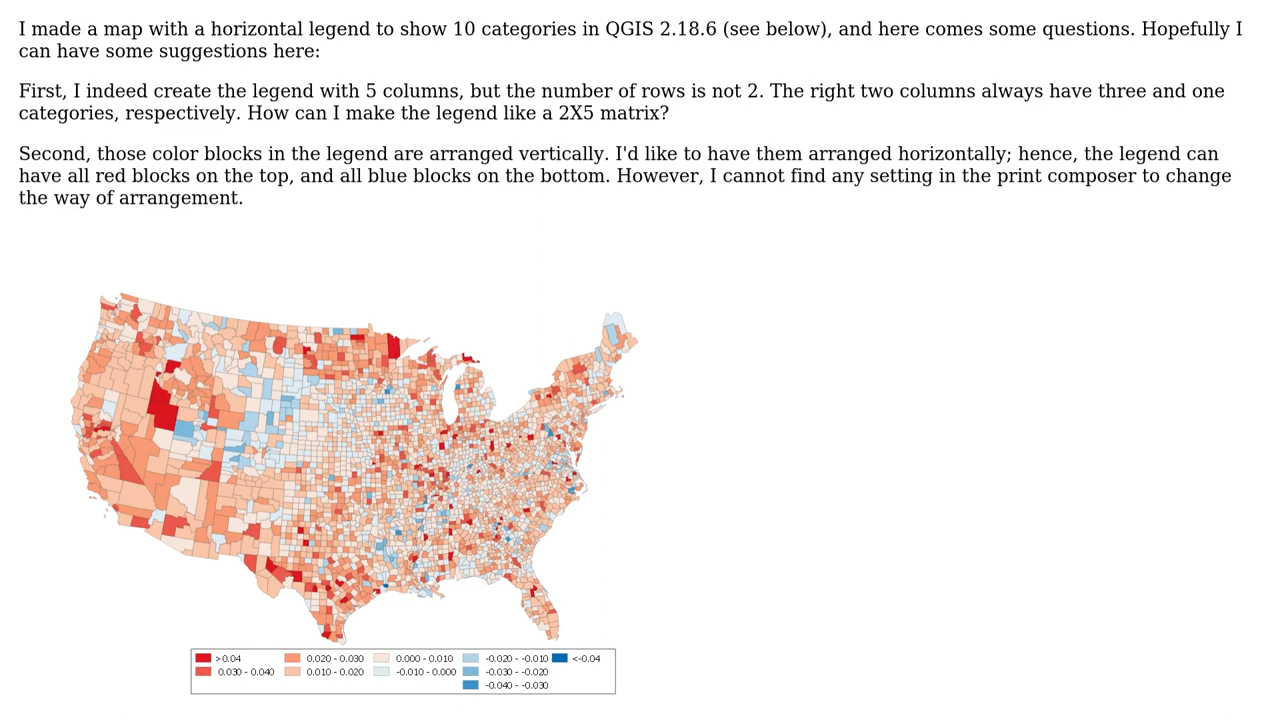 I made a map with a horizontal legend to show 10 categories in QGIS 2.18.6 (see below), and here comes some questions. Hopefully I
can have some suggestions here:
First, I indeed create the legend with 5 columns, but the number of rows is not 2. The right two columns always have three and one
categories, respectively. How can I make the legend like a 2X5 matrix?
Second, those color blocks in the legend are arranged vertically. I'd like to have them arranged horizontally; hence, the legend can
have all red blocks on the top, and all blue blocks on the bottom. However, I cannot find any setting in the print composer to change
the way of arrangement.
>0.04 0.020 - 0.030 0.000 - 0.010 -0.020 - -0.010 <-0.04
0.030 - 0.040 0.010 - 0.020 -0.010 - 0.000 -0.030 - -0.020
-0.040 - -0.030